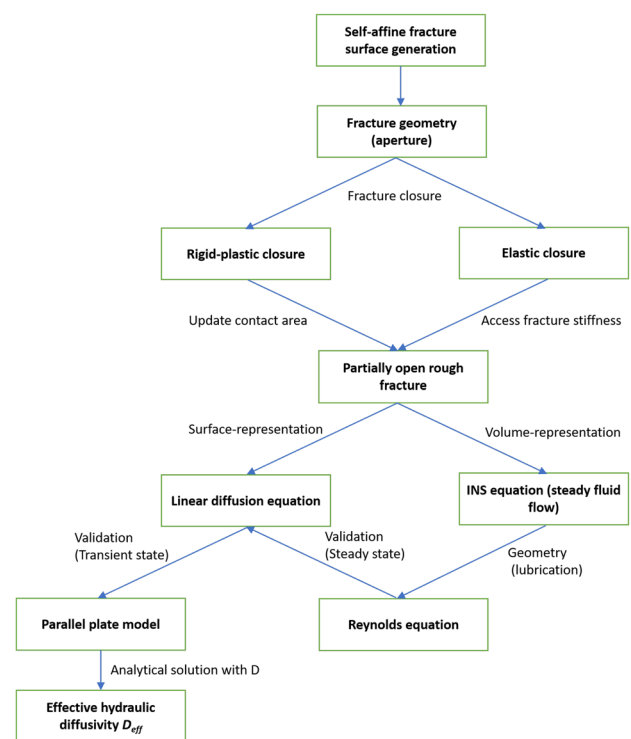 Self-affine fracture
surface generation
Fracture geometry
(aperture)
Fracture closure
Rigid-plastic closure
Elastic closure
Update contact area
Access fracture stiffness
Partially open rough
fracture
Surface-representation
Volume-representation
Linear diffusion equation
INS equation (steady fluid
flow)
Validation
(Transient state)
Validation
(Steady state)
Geometry
(lubrication)
Parallel plate model
Reynolds equation
Analytical solution with D
Effective hydraulic
diffusivity D_eff